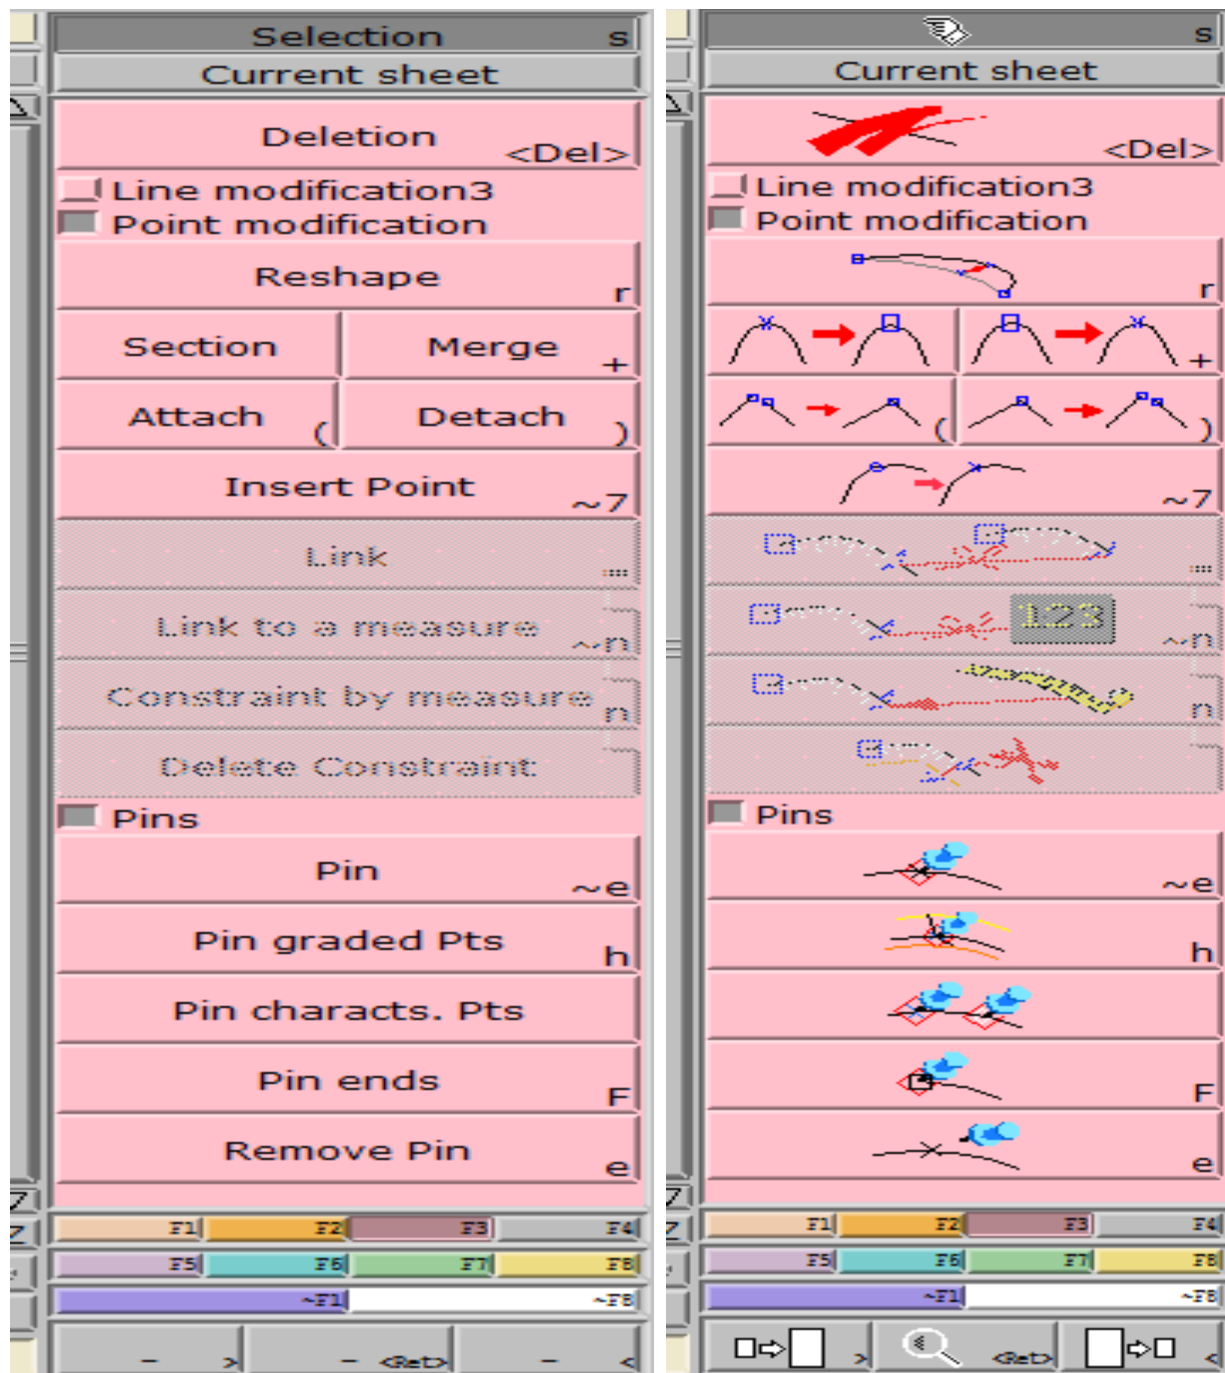 Selection s
Current sheet
Deletion <Del>
Line modification3
Point modification
Reshape r
Section Merge +
Attach ( Detach )
Insert Point ~7
Link
Link to a measure ~n
Constraint by measure n
Delete Constraint
Pins
Pin ~e
Pin graded Pts h
Pin characts. Pts
Pin ends F
Remove Pin e
F1 F2 F3 F4
F5 F6 F7 F8
~F1 ~F8
- > - <Ret> - <
s
Current sheet
<Del>
Line modification3
Point modification
r
+
( )
~7
123 ~n
n
Pins
~e
h
F
e
F1 F2 F3 F4
F5 F6 F7 F8
~F1 ~F8
> <Ret> <